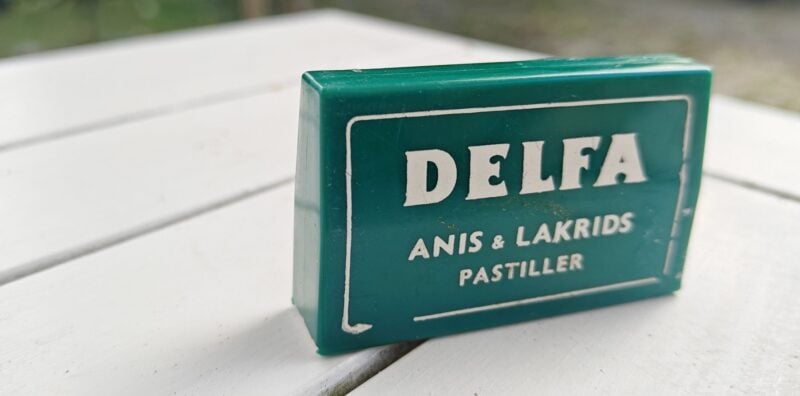 DELFA
ANIS & LAKRIDS
PASTILLER